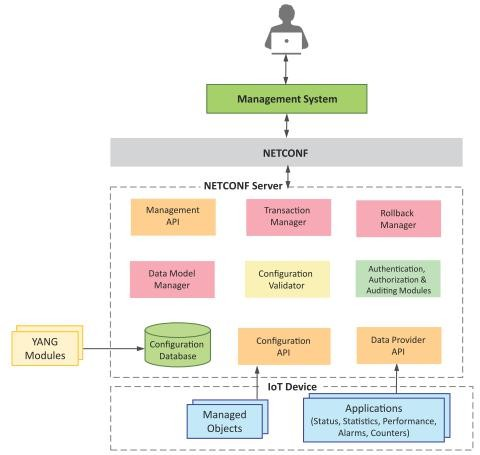 Management System
NETCONF
NETCONF Server
Management
API
Transaction
Manager
Rollback
Manager
Data Model
Manager
Configuration
Validator
Authentication,
Authorization &
Auditing Modules
YANG
Modules
Configuration
Database
Configuration
API
Data Provider
API
IoT Device
Managed
Objects
Applications
(Status, Statistics, Performance,
Alarms, Counters)